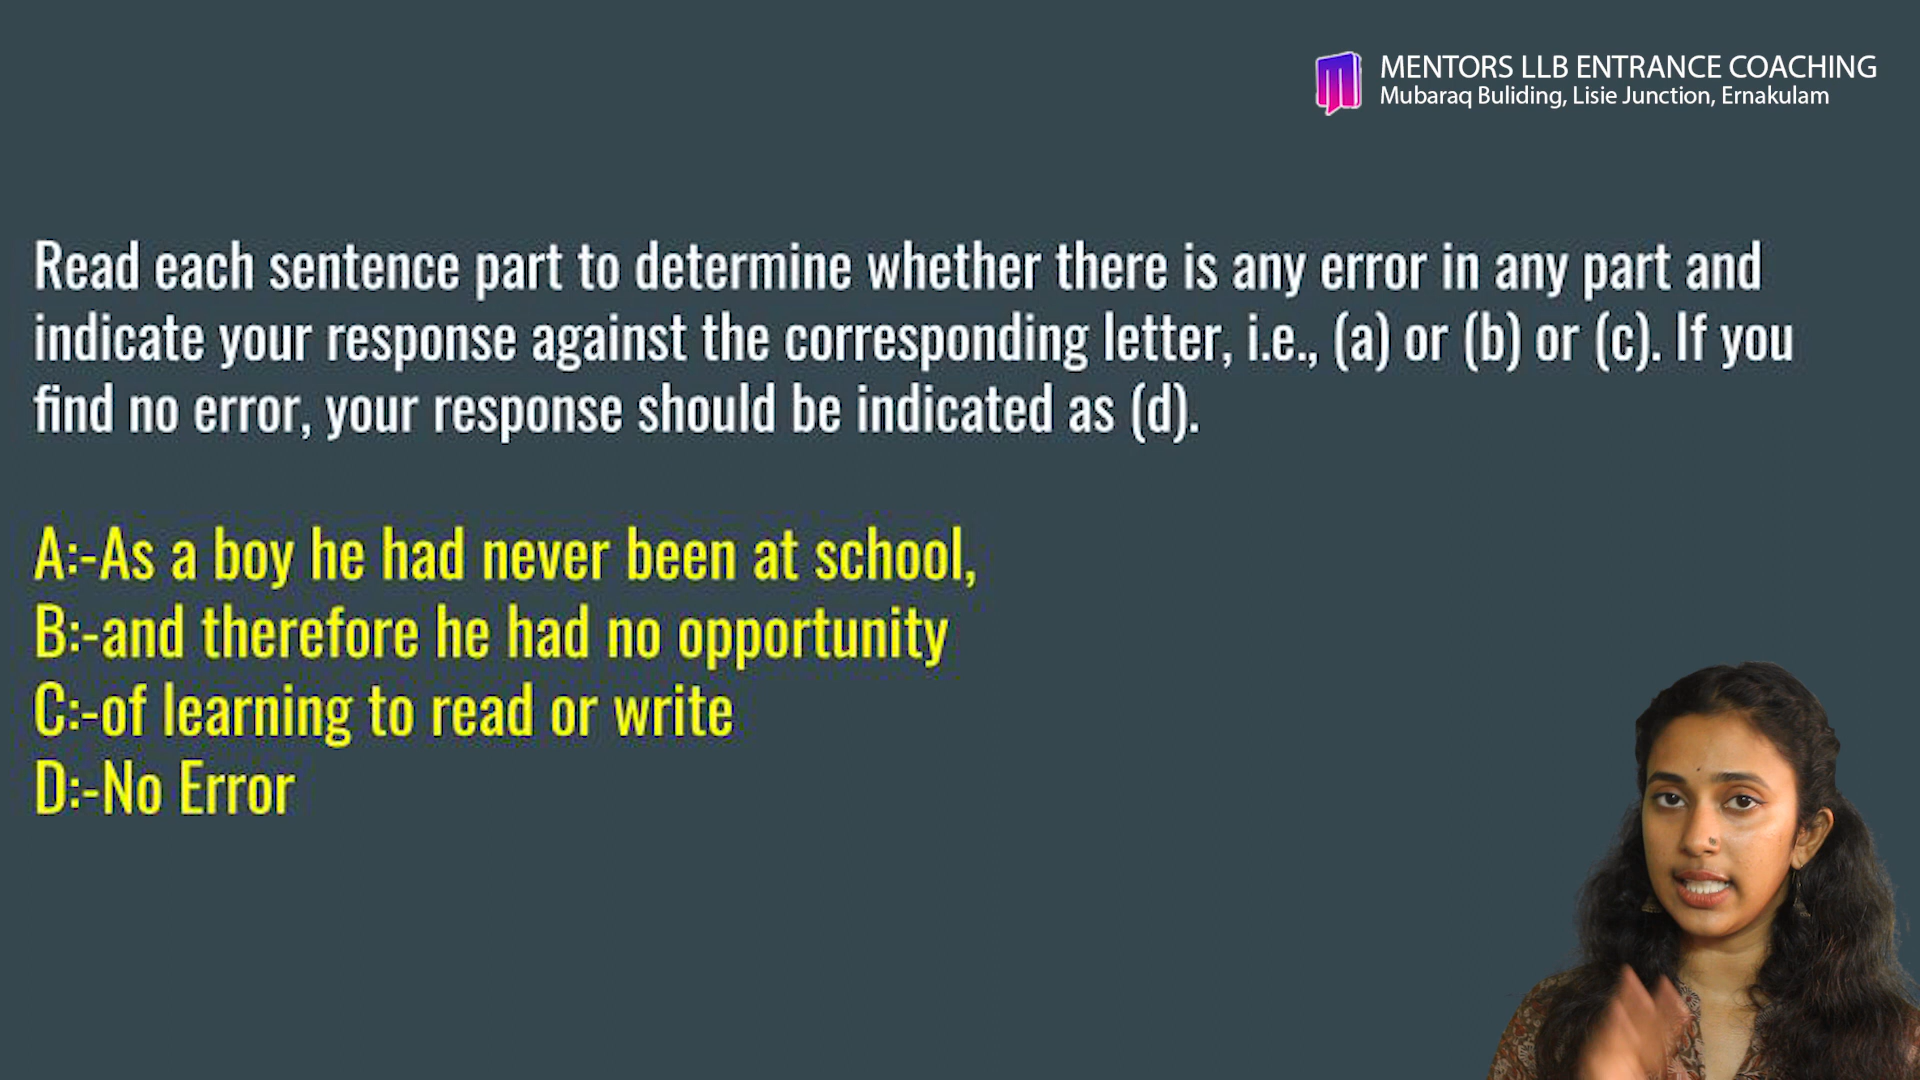 MENTORS LLB ENTRANCE COACHING
Mubaraq Buliding, Lisie Junction, Ernakulam
Read each sentence part to determine whether there is any error in any part and
indicate your response against the corresponding letter, i.e., (a) or (b) or (c). If you
find no error, your response should be indicated as (d).
A:-As a boy he had never been at school,
B:-and therefore he had no opportunity
C:-of learning to read or write
D:-No Error